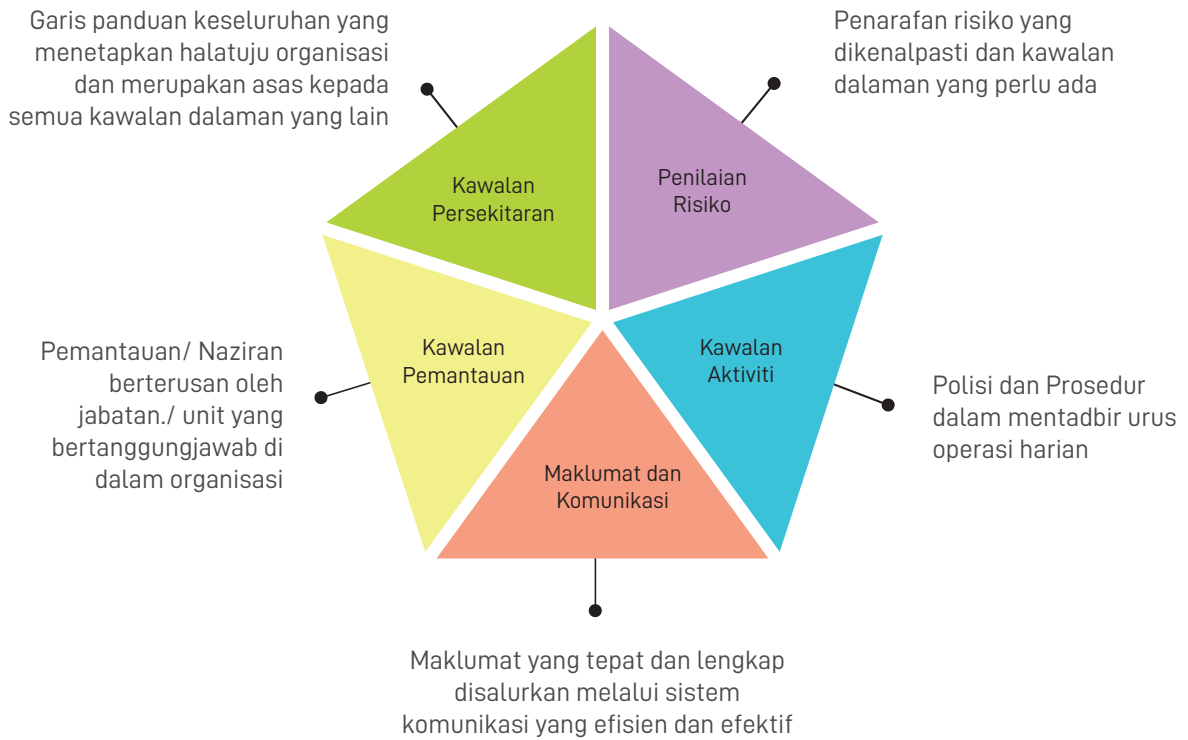 Garis panduan keseluruhan yang
menetapkan halatuju organisasi
dan merupakan asas kepada
semua kawalan dalaman yang lain
Penarafan risiko yang
dikenalpasti dan kawalan
dalaman yang perlu ada
Kawalan
Persekitaran
Penilaian
Risiko
Kawalan
Pemantauan
Kawalan
Aktiviti
Maklumat dan
Komunikasi
Pemantauan/ Naziran
berterusan oleh
jabatan./ unit yang
bertanggungjawab di
dalam organisasi
Polisi dan Prosedur
dalam mentadbir urus
operasi harian
Maklumat yang tepat dan lengkap
disalurkan melalui sistem
komunikasi yang efisien dan efektif